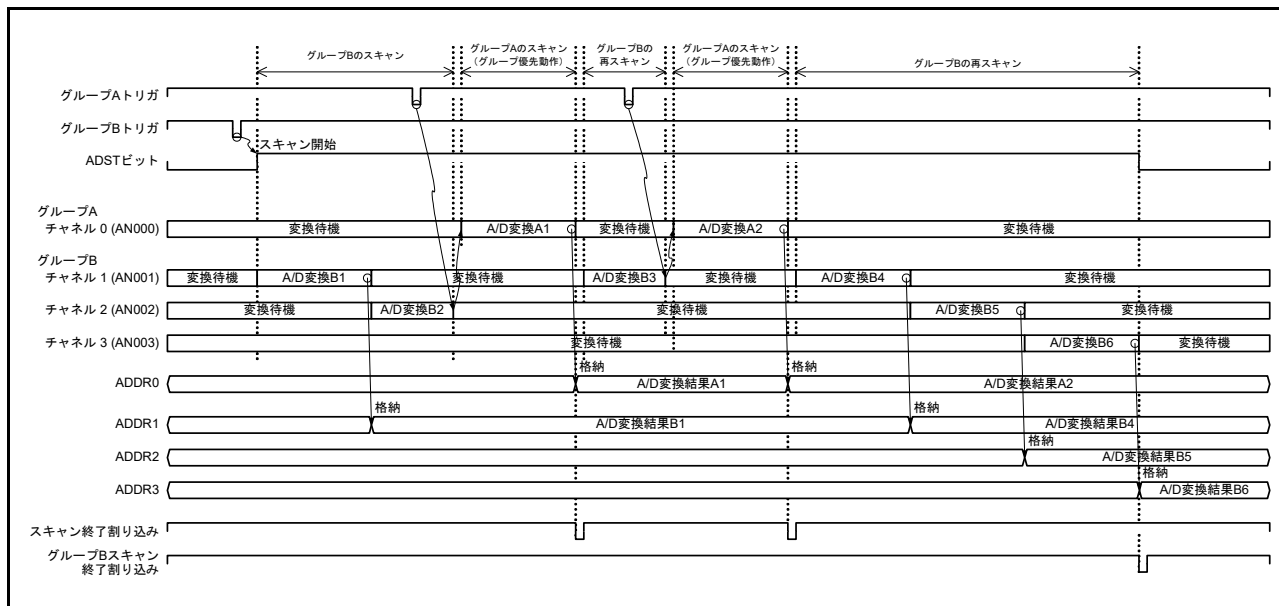 グループBのスキャン
グループAのスキャン
(グループ優先動作)
グループBの
再スキャン
グループAのスキャン
(グループ優先動作)
グループBの再スキャン
グループAトリガ
グループBトリガ
スキャン開始
ADSTビット
グループA
チャネル 0 (AN000)
変換待機 A/D変換A1 変換待機 A/D変換A2 変換待機
グループB
チャネル 1 (AN001)
変換待機 A/D変換B1 変換待機 A/D変換B3 変換待機 A/D変換B4 変換待機
チャネル 2 (AN002)
変換待機 A/D変換B2 変換待機 A/D変換B5 変換待機
チャネル 3 (AN003)
変換待機 A/D変換B6 変換待機
格納 格納
ADDR0 A/D変換結果A1 A/D変換結果A2
格納 格納
ADDR1 A/D変換結果B1 A/D変換結果B4
格納
ADDR2 A/D変換結果B5
格納
ADDR3 A/D変換結果B6
スキャン終了割り込み
グループBスキャン
終了割り込み